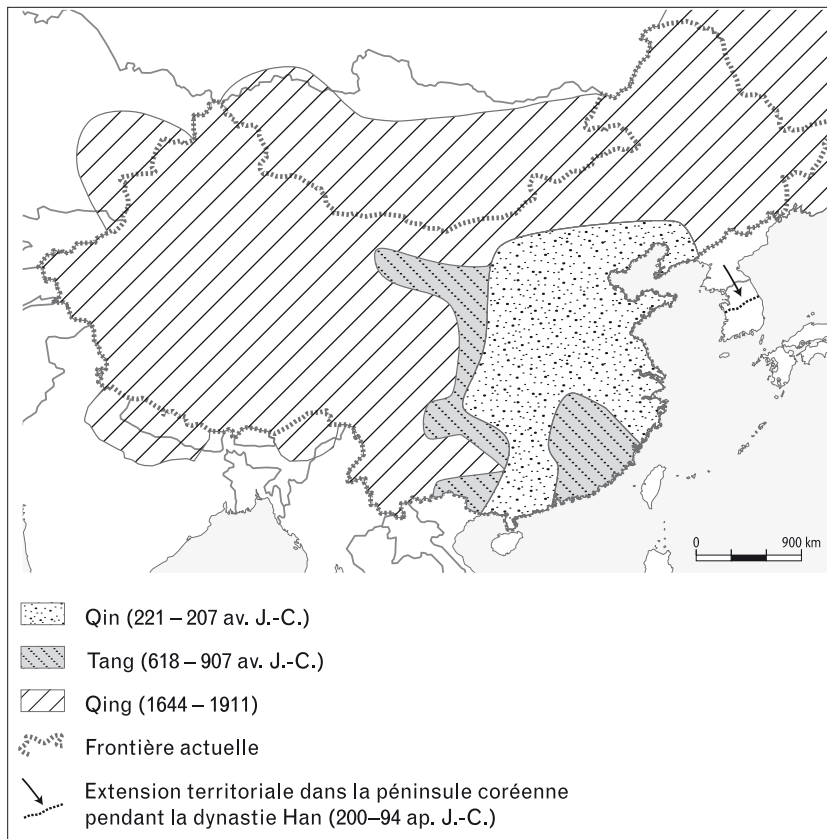 0 900 km
Qin (221 – 207 av. J.-C.)
Tang (618 – 907 av. J.-C.)
Qing (1644 – 1911)
Frontière actuelle
Extension territoriale dans la péninsule coréenne
pendant la dynastie Han (200–94 ap. J.-C.)